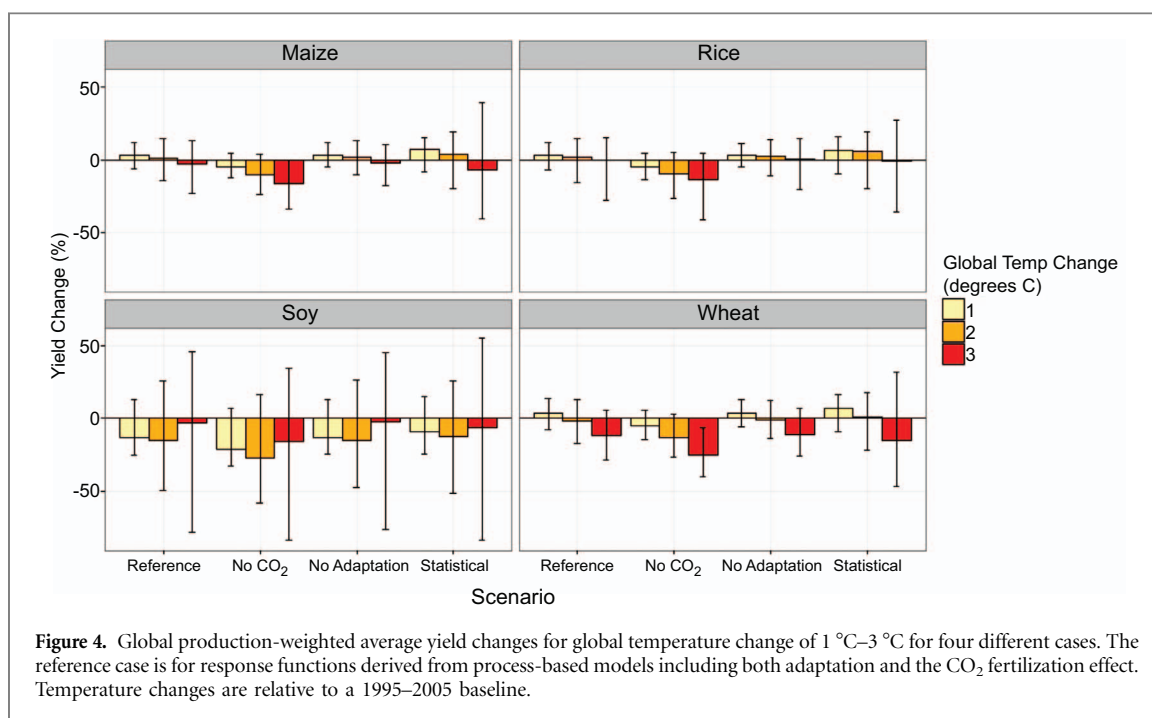 Maize
Rice
50
0
-50
Yield Change (%)
Soy
Wheat
50
0
-50
Reference No CO2 No Adaptation Statistical
Reference No CO2 No Adaptation Statistical
Scenario
Global Temp Change
(degrees C)
1
2
3
Figure 4. Global production-weighted average yield changes for global temperature change of 1 °C–3 °C for four different cases. The
reference case is for response functions derived from process-based models including both adaptation and the CO2 fertilization effect.
Temperature changes are relative to a 1995–2005 baseline.